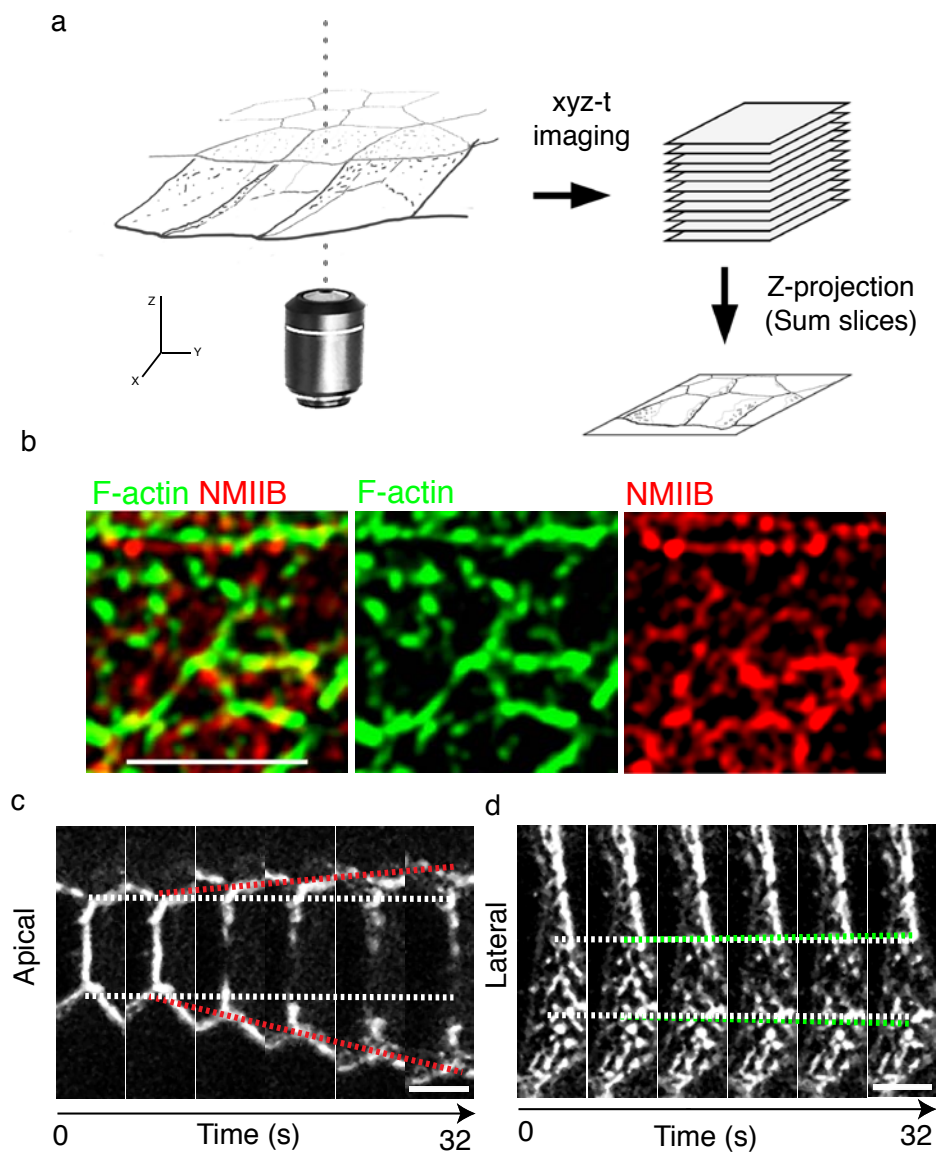 a
xyz-t
imaging
Z-projection
(Sum slices)
Z
Y
X
b
F-actin NMIIB
F-actin
NMIIB
c
d
Apical
Lateral
0
Time (s)
32
0
Time (s)
32